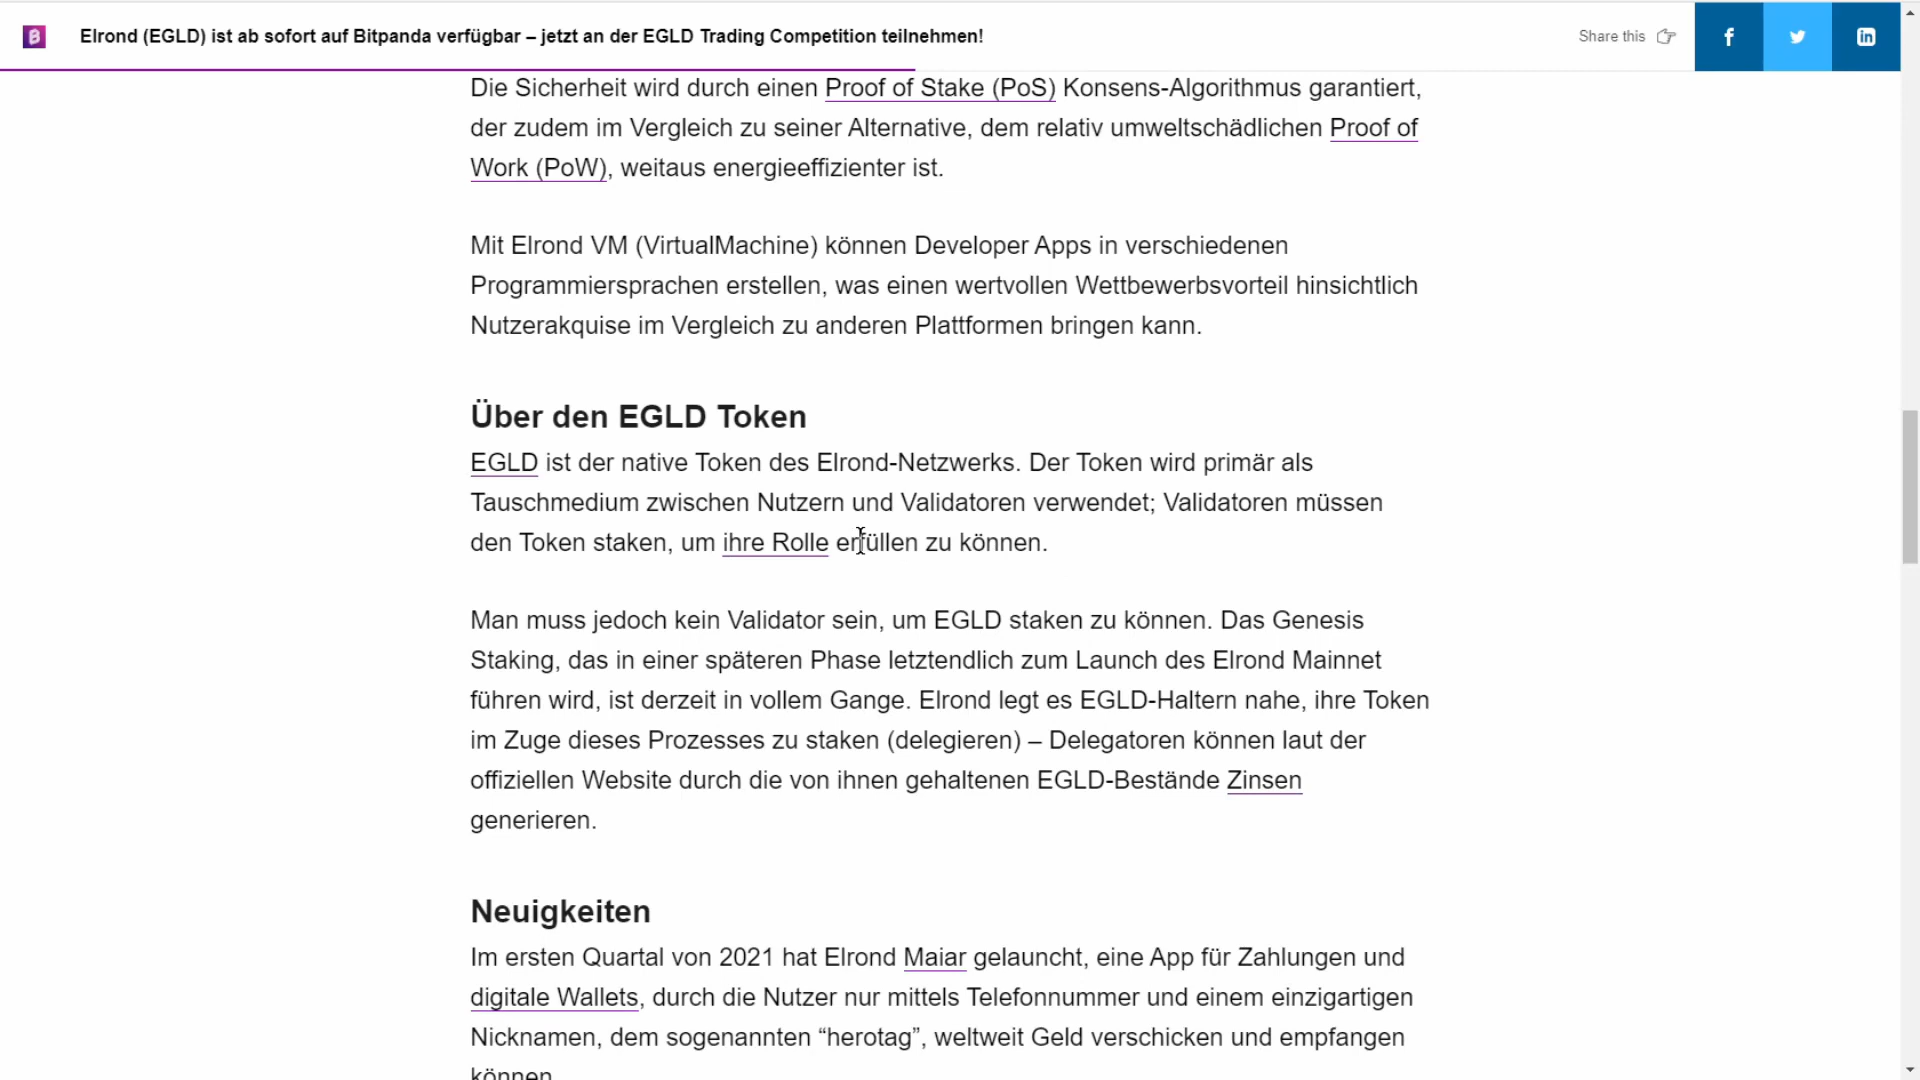 Elrond (EGLD) ist ab sofort auf Bitpanda verfügbar – jetzt an der EGLD Trading Competition teilnehmen!
Share this
Die Sicherheit wird durch einen Proof of Stake (PoS) Konsens-Algorithmus garantiert,
der zudem im Vergleich zu seiner Alternative, dem relativ umweltschädlichen Proof of
Work (PoW), weitaus energieeffizienter ist.
Mit Elrond VM (VirtualMachine) können Developer Apps in verschiedenen
Programmiersprachen erstellen, was einen wertvollen Wettbewerbsvorteil hinsichtlich
Nutzerakquise im Vergleich zu anderen Plattformen bringen kann.
Über den EGLD Token
EGLD ist der native Token des Elrond-Netzwerks. Der Token wird primär als
Tauschmedium zwischen Nutzern und Validatoren verwendet; Validatoren müssen
den Token staken, um ihre Rolle erfüllen zu können.
Man muss jedoch kein Validator sein, um EGLD staken zu können. Das Genesis
Staking, das in einer späteren Phase letztendlich zum Launch des Elrond Mainnet
führen wird, ist derzeit in vollem Gange. Elrond legt es EGLD-Haltern nahe, ihre Token
im Zuge dieses Prozesses zu staken (delegieren) – Delegatoren können laut der
offiziellen Website durch die von ihnen gehaltenen EGLD-Bestände Zinsen
generieren.
Neuigkeiten
Im ersten Quartal von 2021 hat Elrond Maiar gelauncht, eine App für Zahlungen und
digitale Wallets, durch die Nutzer nur mittels Telefonnummer und einem einzigartigen
Nicknamen, dem sogenannten “herotag”, weltweit Geld verschicken und empfangen
können